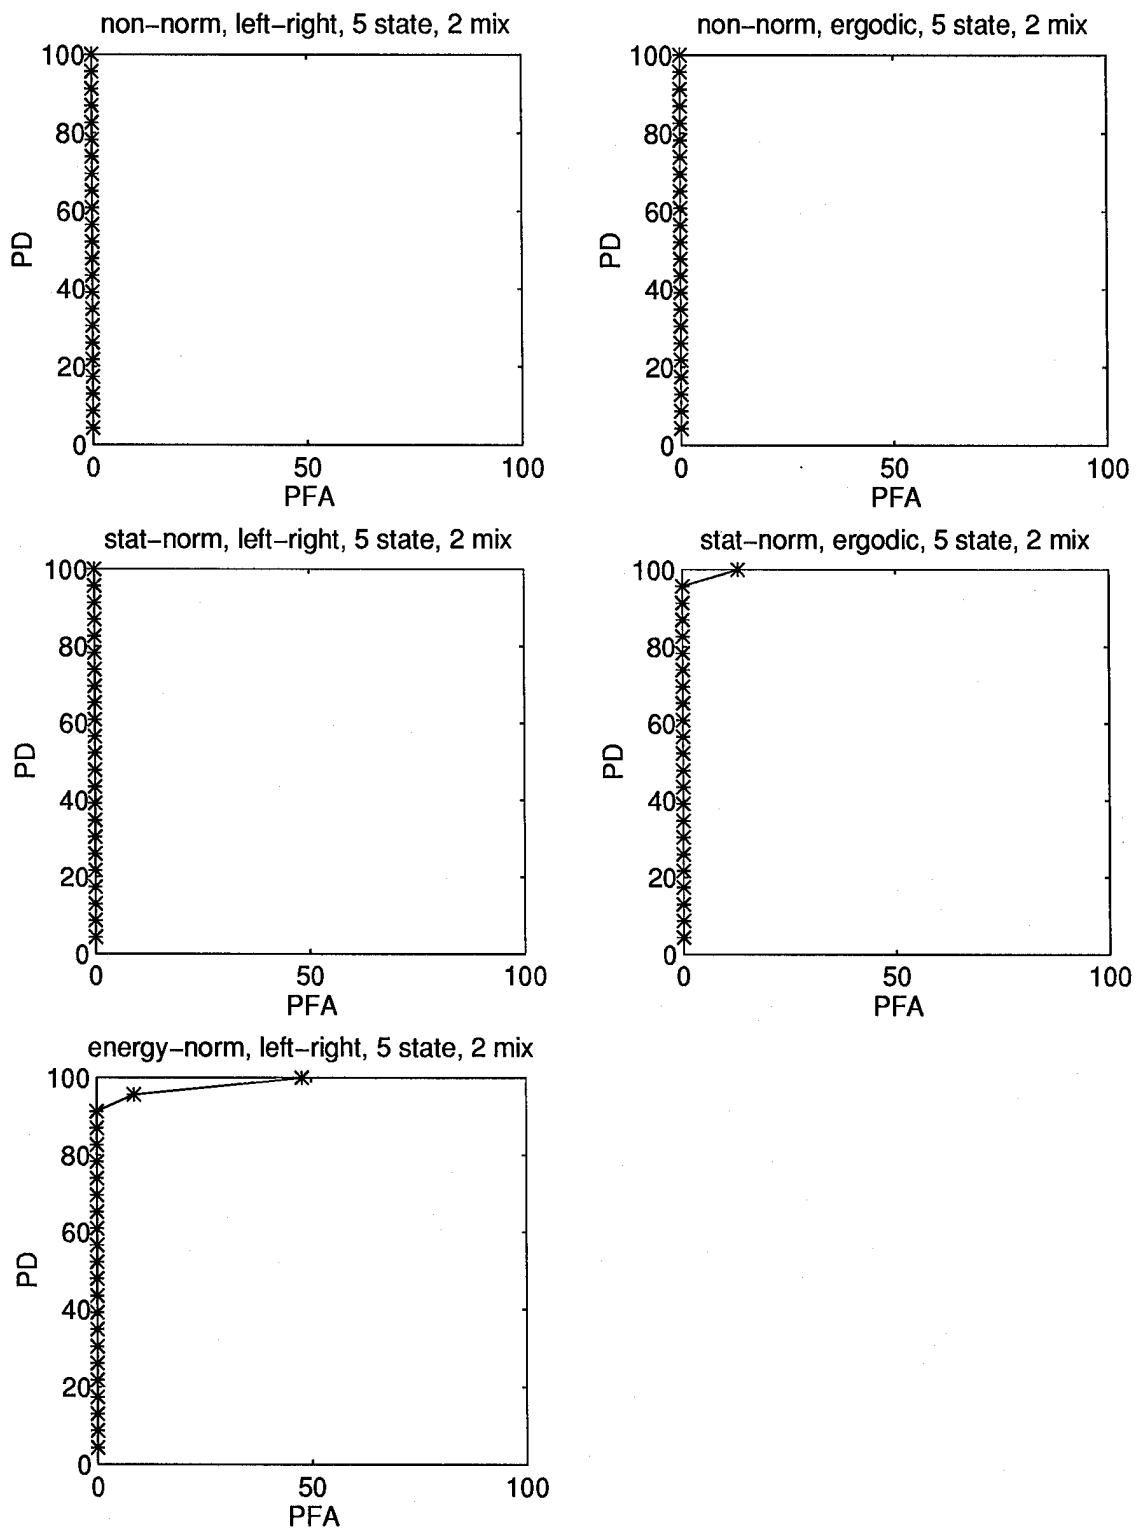 non-norm, left-right, 5 state, 2 mix
100
80
60
40
20
0
PD
0 50 100
PFA
non-norm, ergodic, 5 state, 2 mix
100
80
60
40
20
0
PD
0 50 100
PFA
stat-norm, left-right, 5 state, 2 mix
100
80
60
40
20
0
PD
0 50 100
PFA
stat-norm, ergodic, 5 state, 2 mix
100
80
60
40
20
0
PD
0 50 100
PFA
energy-norm, left-right, 5 state, 2 mix
100
80
60
40
20
0
PD
0 50 100
PFA